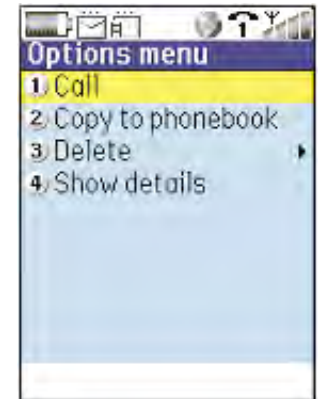 Options menu
1 Call
2 Copy to phonebook
3 Delete
4 Show details